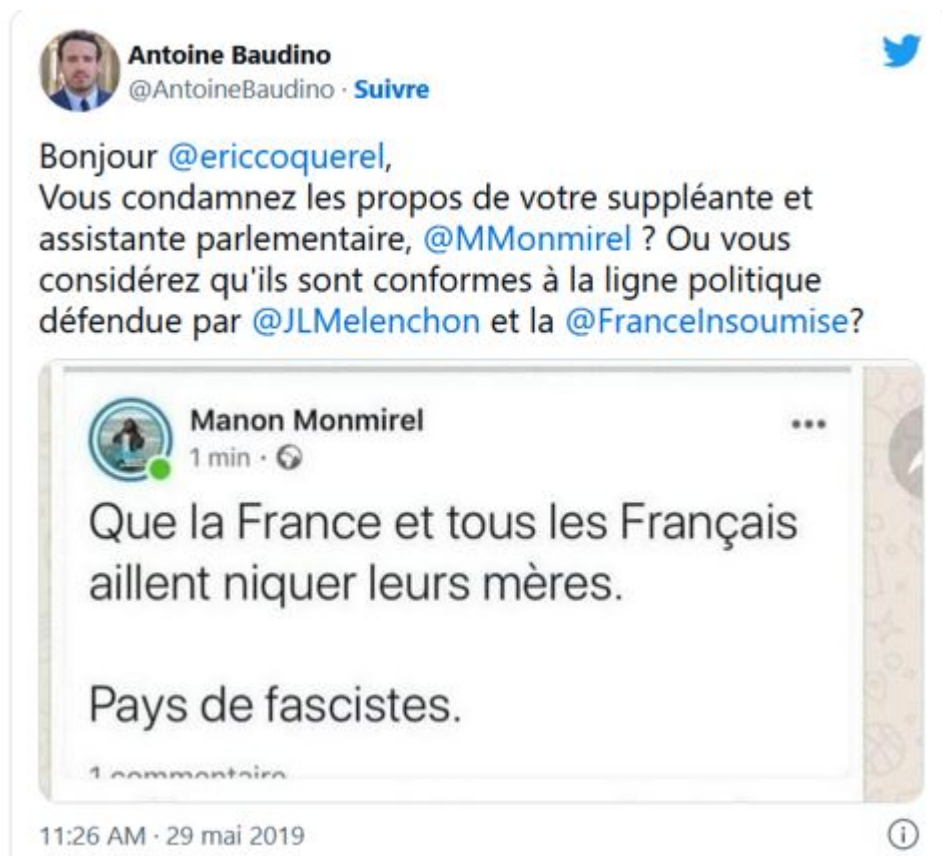 Antoine Baudino
@AntoineBaudino · Suivre
Bonjour @ericcoquerel,
Vous condamnez les propos de votre suppléante et
assistante parlementaire, @MMonmirel ? Ou vous
considérez qu'ils sont conformes à la ligne politique
défendue par @JLMelenchon et la @FranceInsoumise?
Manon Monmirel
1 min ·
Que la France et tous les Français
aillent niquer leurs mères.
Pays de fascistes.
1 commentaire
11:26 AM · 29 mai 2019